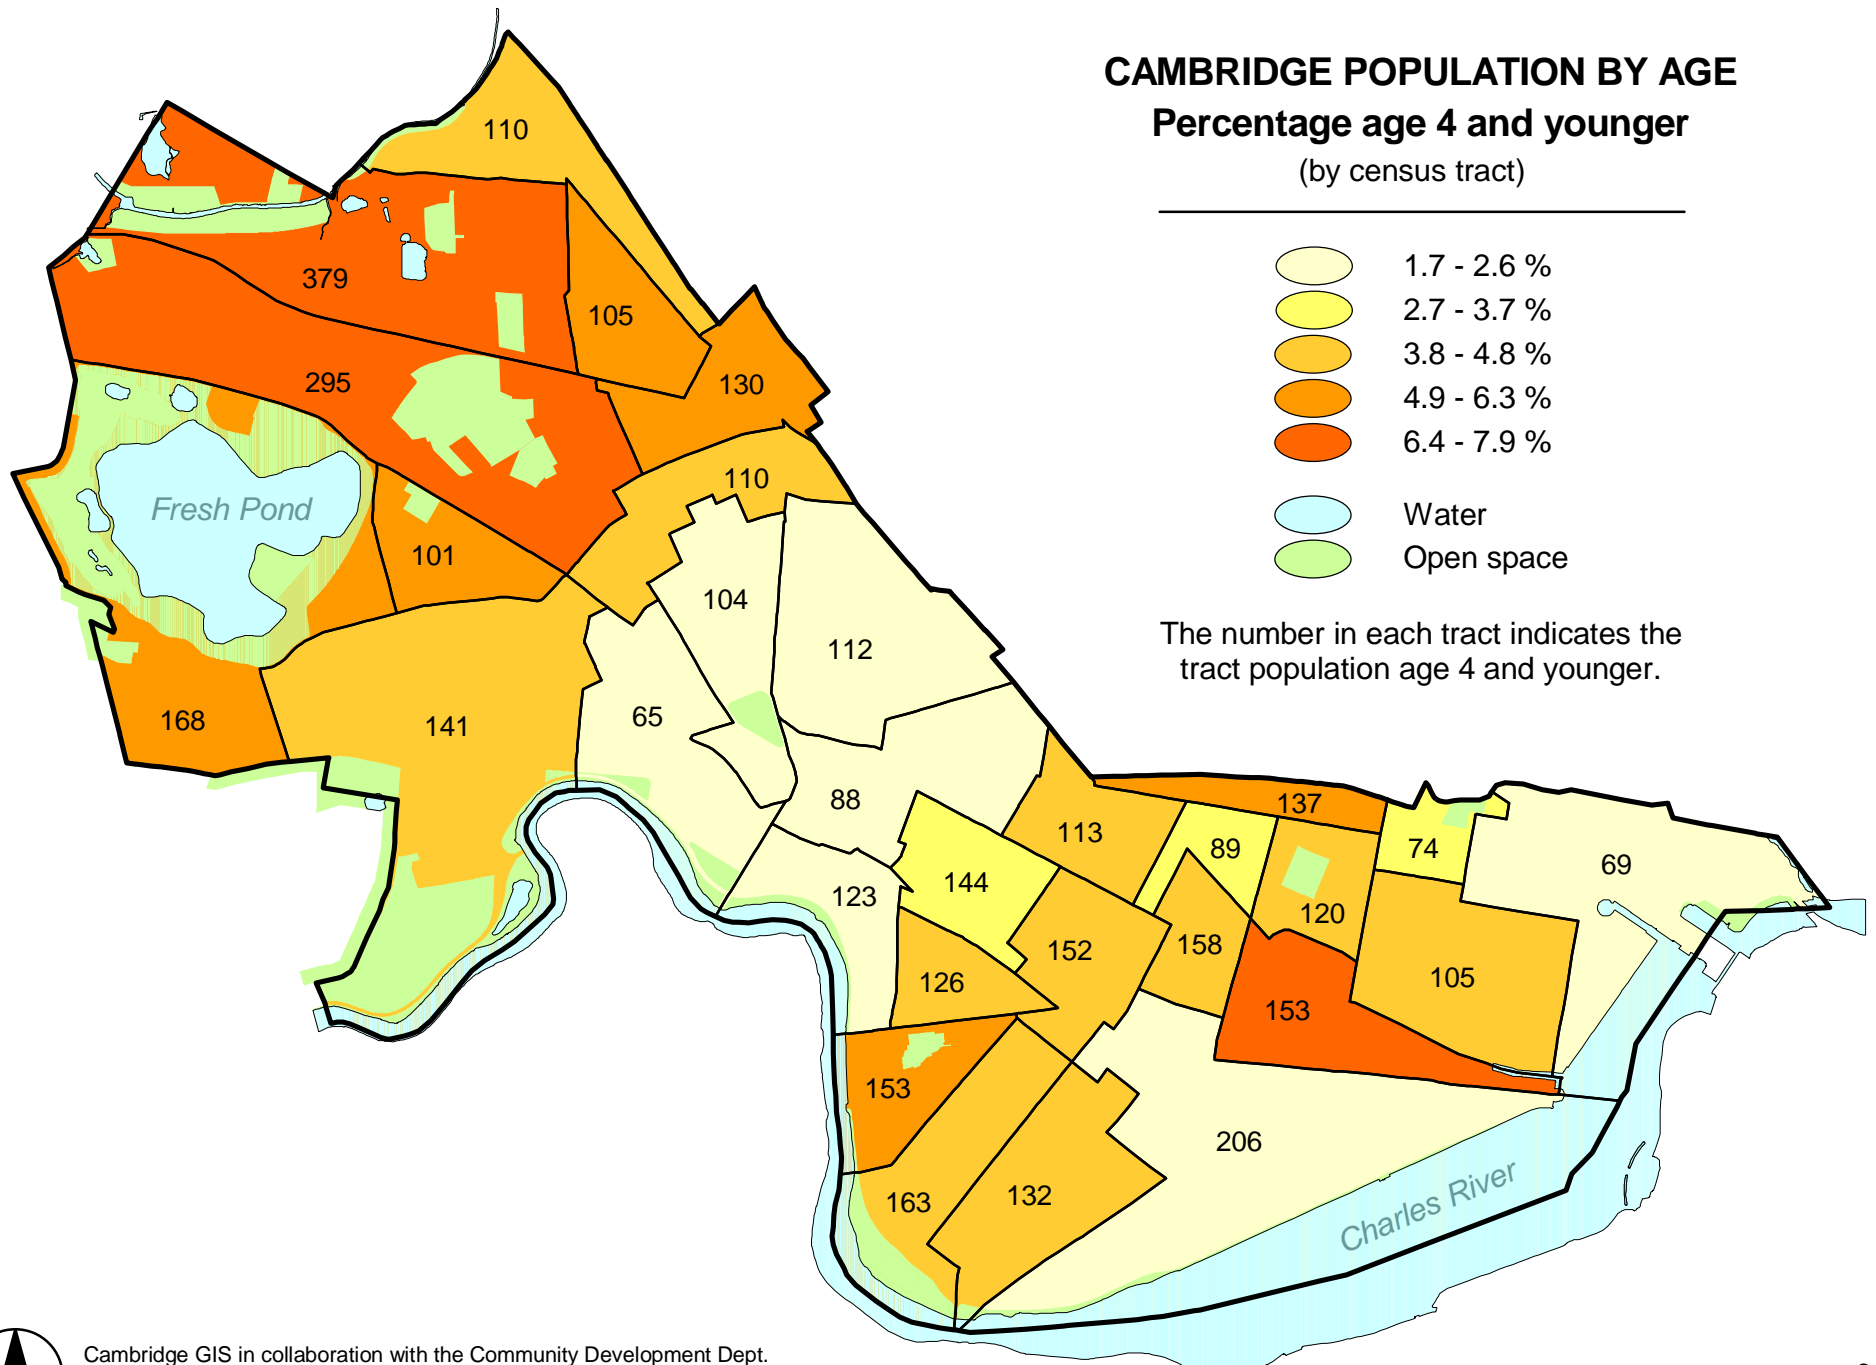 CAMBRIDGE POPULATION BY AGE
Percentage age 4 and younger
(by census tract)
1.7 - 2.6 %
2.7 - 3.7 %
3.8 - 4.8 %
4.9 - 6.3 %
6.4 - 7.9 %
Water
Open space
The number in each tract indicates the
tract population age 4 and younger.
110
379
105
295
130
110
Fresh Pond
101
104
112
65
168
141
88
137
113
89
74
69
144
123
120
152
158
126
105
153
153
206
132
163
Charles River
Cambridge GIS in collaboration with the Community Development Dept.